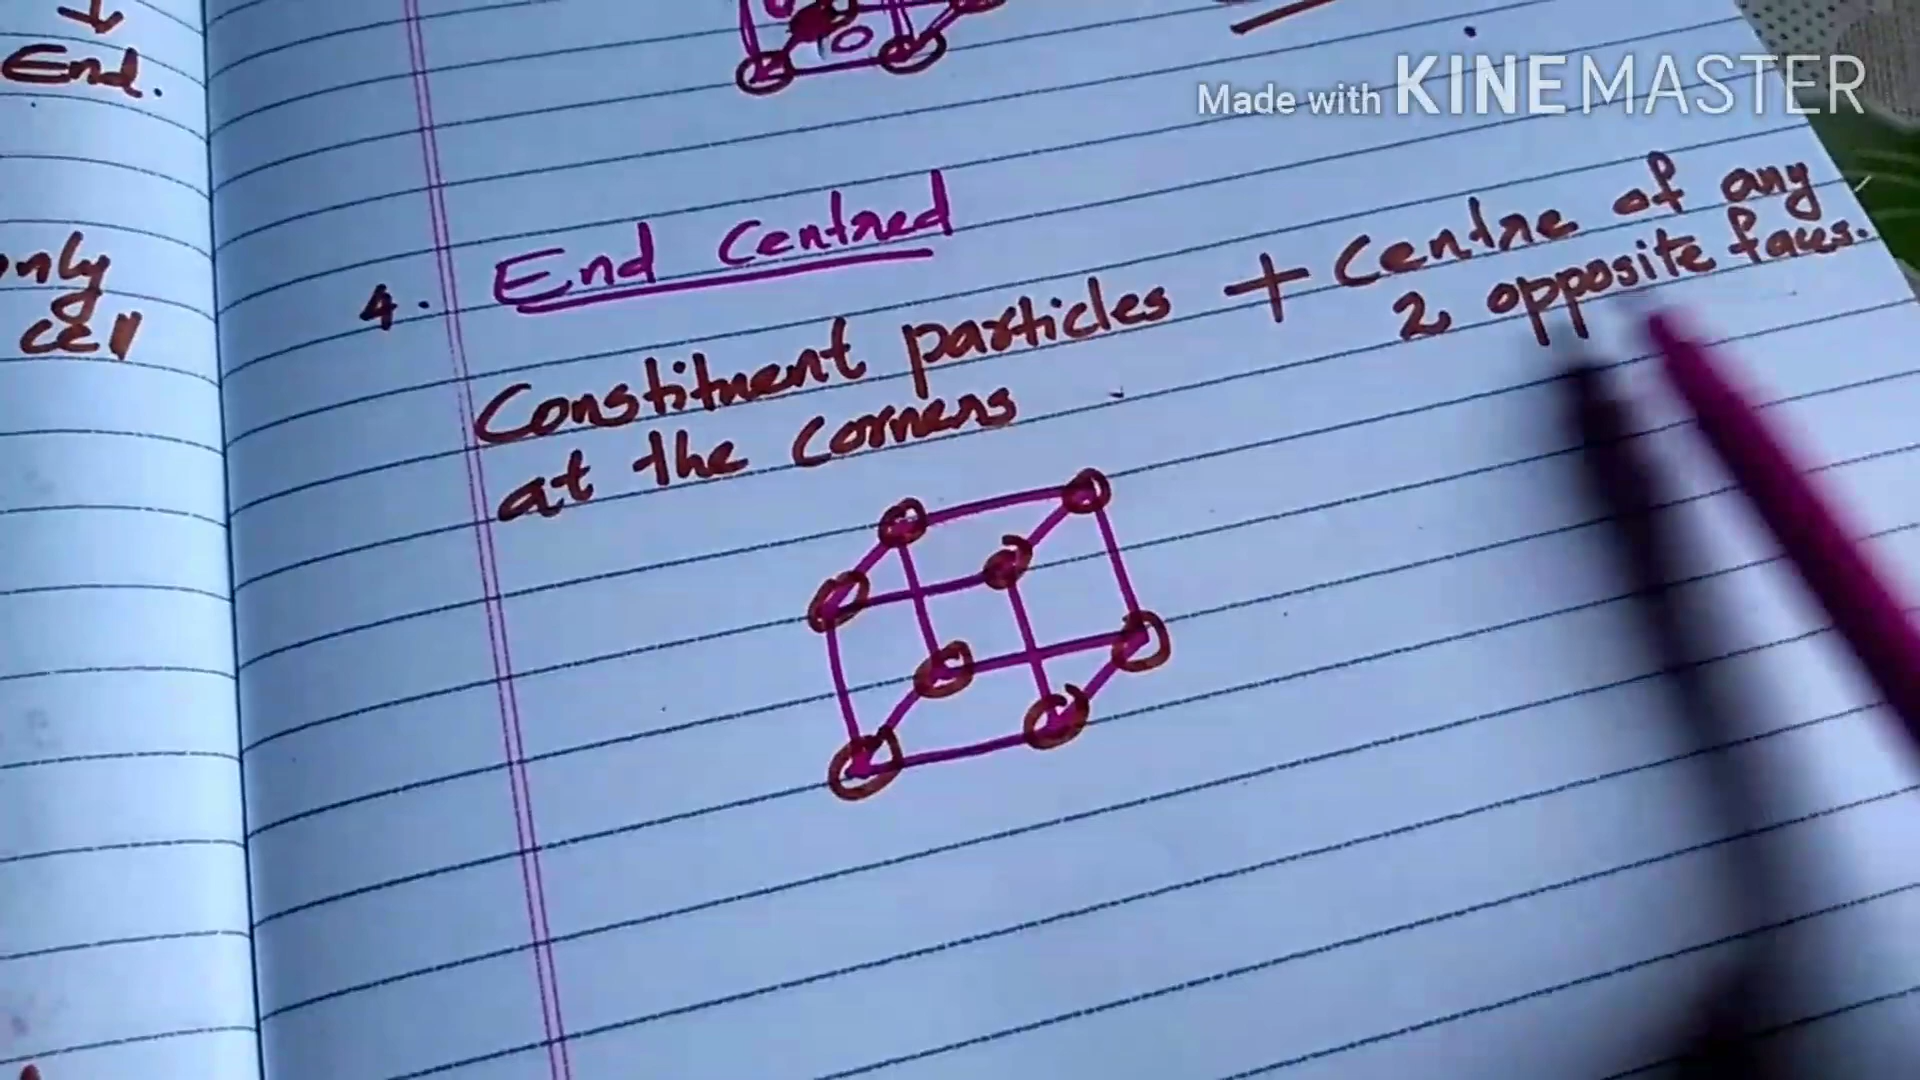 End.
only
cell
Made with KINEMASTER
4. End Centred
Constituent particles + Centre of any
at the corners
2 opposite faces.